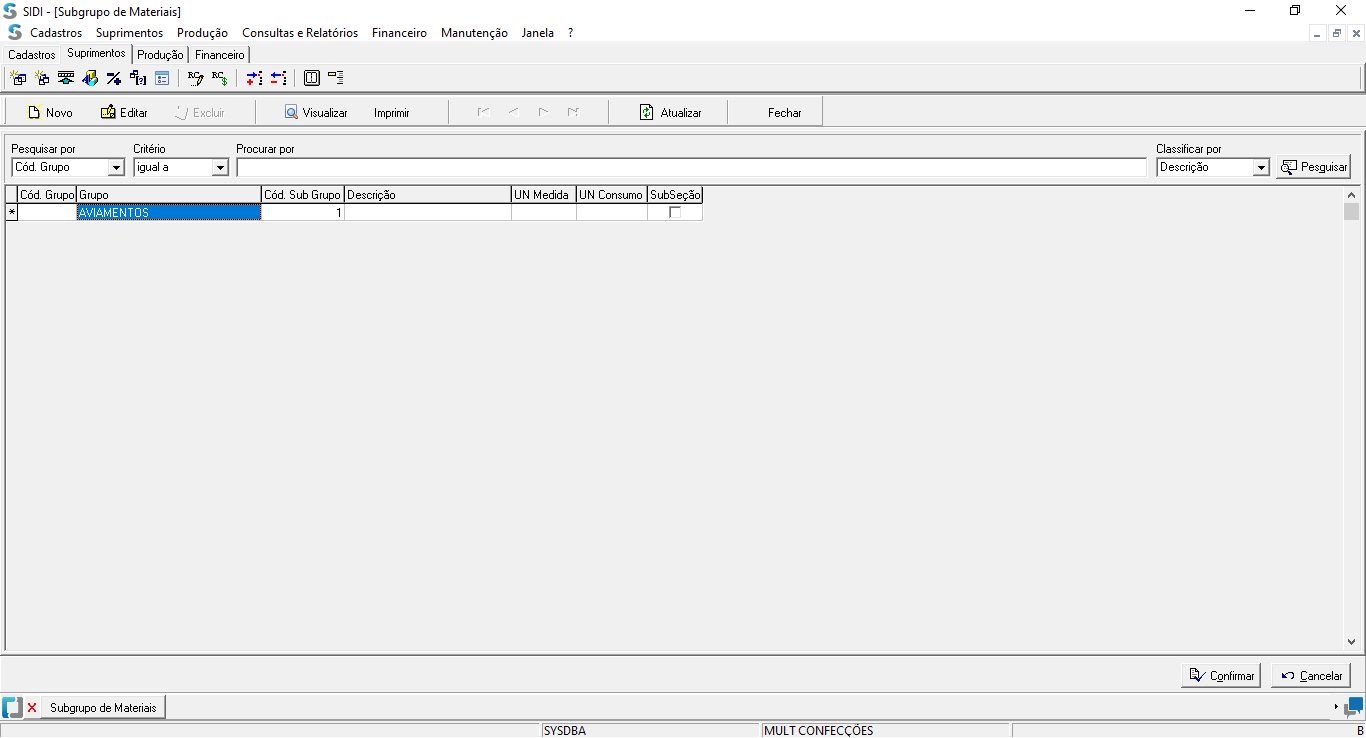 SIDI - [Subgrupo de Materiais]
Cadastros Suprimentos Produção Consultas e Relatórios Financeiro Manutenção Janela ?
Cadastros Suprimentos Produção Financeiro
Novo Editar Excluir Visualizar Imprimir Atualizar Fechar
Pesquisar por Critério Procurar por Classificar por
Cód. Grupo igual a Descrição Pesquisar
Cód. Grupo Grupo Cód. Sub Grupo Descrição UN Medida UN Consumo SubSeção
* AVIAMENTOS 1
Confirmar Cancelar
Subgrupo de Materiais
SYSDBA MULT CONFECÇÕES B